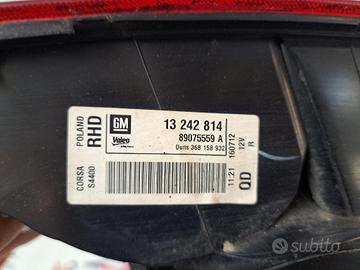 POLAND
RHD
CORSA
S4400
GM
Valeo
13 242 814
89075559 A
Duns 368 158 932
11:21 160712
12V
QD
R
subito